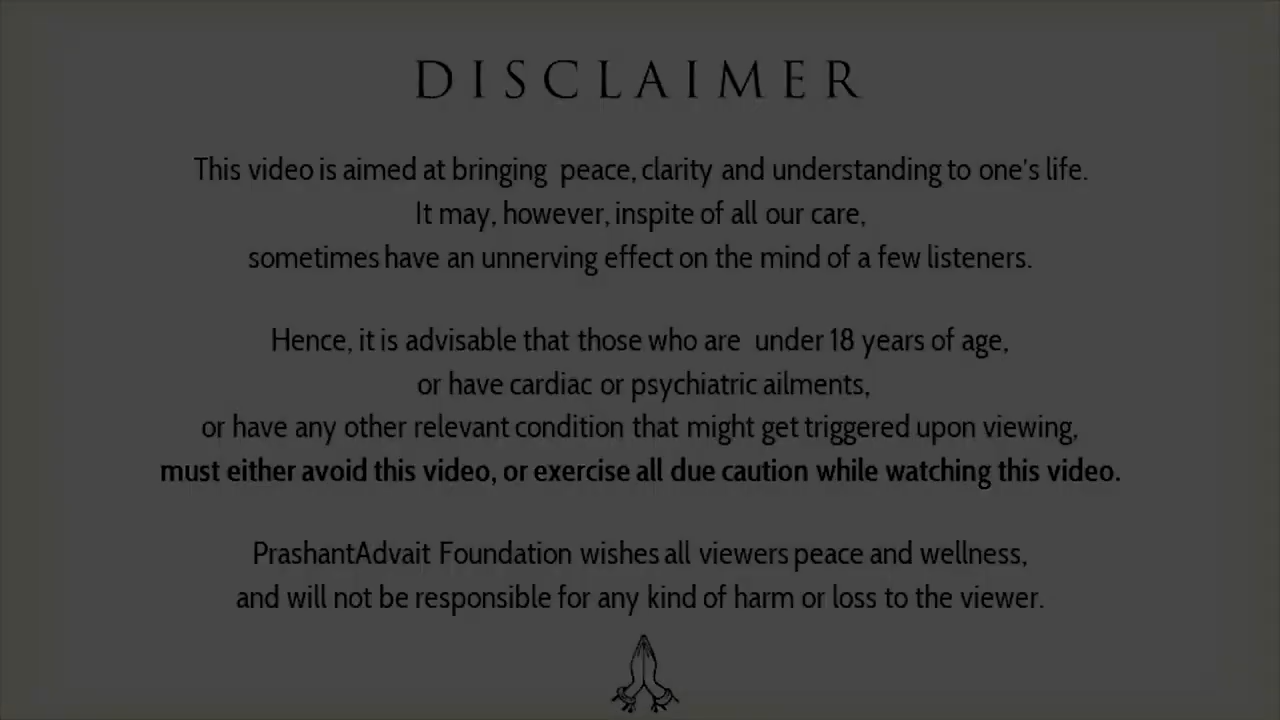 DISCLAIMER
This video is aimed at bringing peace, clarity and understanding to one's life.
It may, however, inspite of all our care,
sometimes have an unnerving effect on the mind of a few listeners.
Hence, it is advisable that those who are under 18 years of age,
or have cardiac or psychiatric ailments,
or have any other relevant condition that might get triggered upon viewing,
must either avoid this video, or exercise all due caution while watching this video.
PrashantAdvait Foundation wishes all viewers peace and wellness,
and will not be responsible for any kind of harm or loss to the viewer.